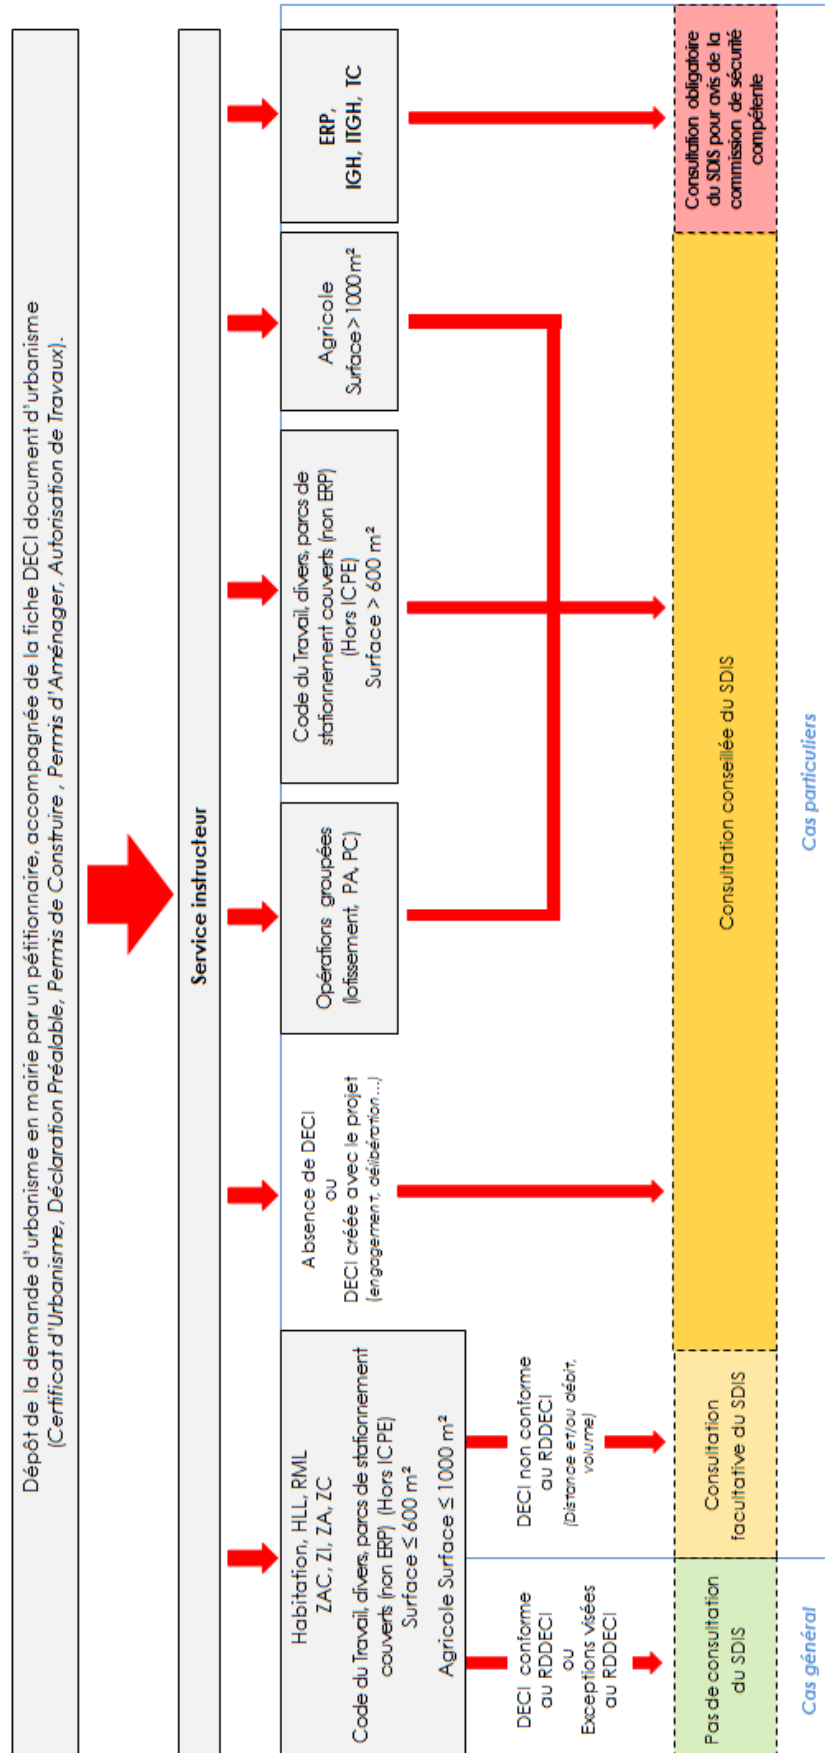 Dépôt de la demande d'urbanisme en mairie par un pétitionnaire, accompagnée de la fiche DECI document d'urbanisme
(Certificat d'Urbanisme, Déclaration Préalable, Permis de Construire , Permis d'Aménager, Autorisation de Travaux).
Service instructeur
Habitation, HLL, RML
ZAC, ZI, ZA, ZC
Code du Travail, divers, parcs de stationnement
couverts (non ERP) (Hors ICPE)
Surface ≤ 600 m²
Agricole Surface ≤ 1000 m²
Absence de DECI
ou
DECI créée avec le projet
(engagement, délibération...)
Opérations groupées
(lotissement, PA, PC)
Code du Travail, divers, parcs de
stationnement couverts (non ERP)
(Hors ICPE)
Surface > 600 m²
Agricole
Surface > 1000 m²
ERP,
IGH, ITGH, TC
DECI conforme
au RDDECI
ou
Exceptions visées
au RDDECI
DECI non conforme
au RDDECI
(Distance et/ou débit,
volume)
Pas de consultation
du SDIS
Consultation
facultative du SDIS
Consultation conseillée du SDIS
Consultation obligatoire
du SDIS pour avis de la
commission de sécurité
compétente
Cas général
Cas particuliers